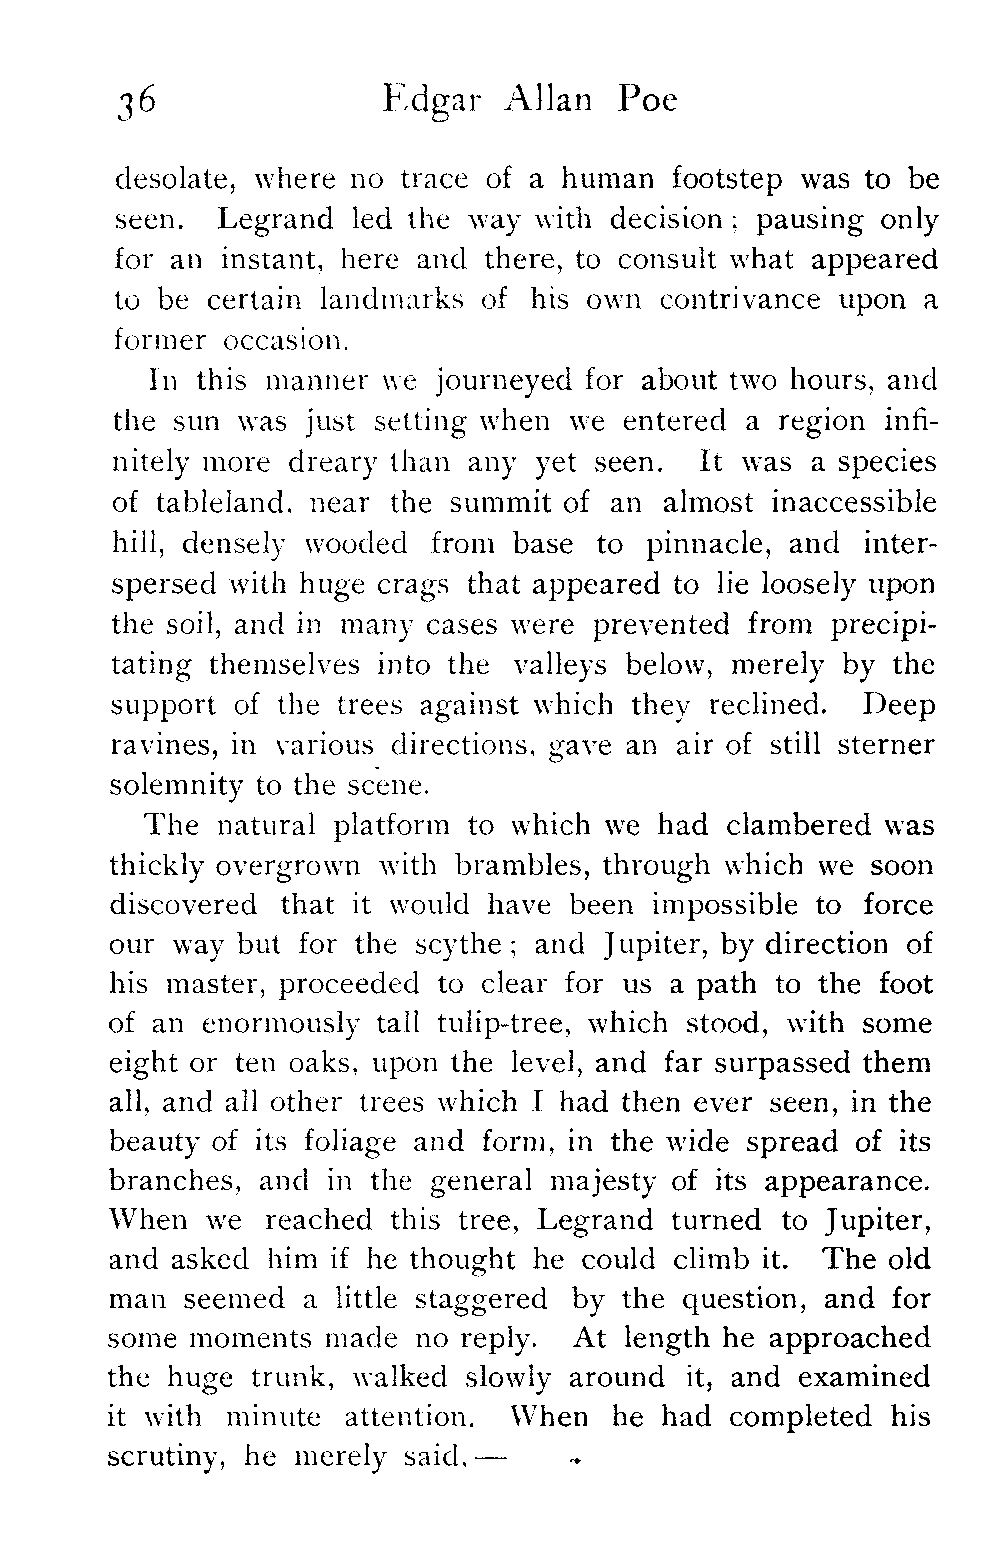 36 Edgar Allan Poe
desolate, where no trace of a human footstep was to be
seen. Legrand led the way with decision; pausing only
for an instant, here and there, to consult what appeared
to be certain landmarks of his own contrivance upon a
former occasion.
In this manner we journeyed for about two hours, and
the sun was just setting when we entered a region infi-
nitely more dreary than any yet seen. It was a species
of tableland, near the summit of an almost inaccessible
hill, densely wooded from base to pinnacle, and inter-
spersed with huge crags that appeared to lie loosely upon
the soil, and in many cases were prevented from precipi-
tating themselves into the valleys below, merely by the
support of the trees against which they reclined. Deep
ravines, in various directions, gave an air of still sterner
solemnity to the scene.
The natural platform to which we had clambered was
thickly overgrown with brambles, through which we soon
discovered that it would have been impossible to force
our way but for the scythe; and Jupiter, by direction of
his master, proceeded to clear for us a path to the foot
of an enormously tall tulip-tree, which stood, with some
eight or ten oaks, upon the level, and far surpassed them
all, and all other trees which I had then ever seen, in the
beauty of its foliage and form, in the wide spread of its
branches, and in the general majesty of its appearance.
When we reached this tree, Legrand turned to Jupiter,
and asked him if he thought he could climb it. The old
man seemed a little staggered by the question, and for
some moments made no reply. At length he approached
the huge trunk, walked slowly around it, and examined
it with minute attention. When he had completed his
scrutiny, he merely said,—